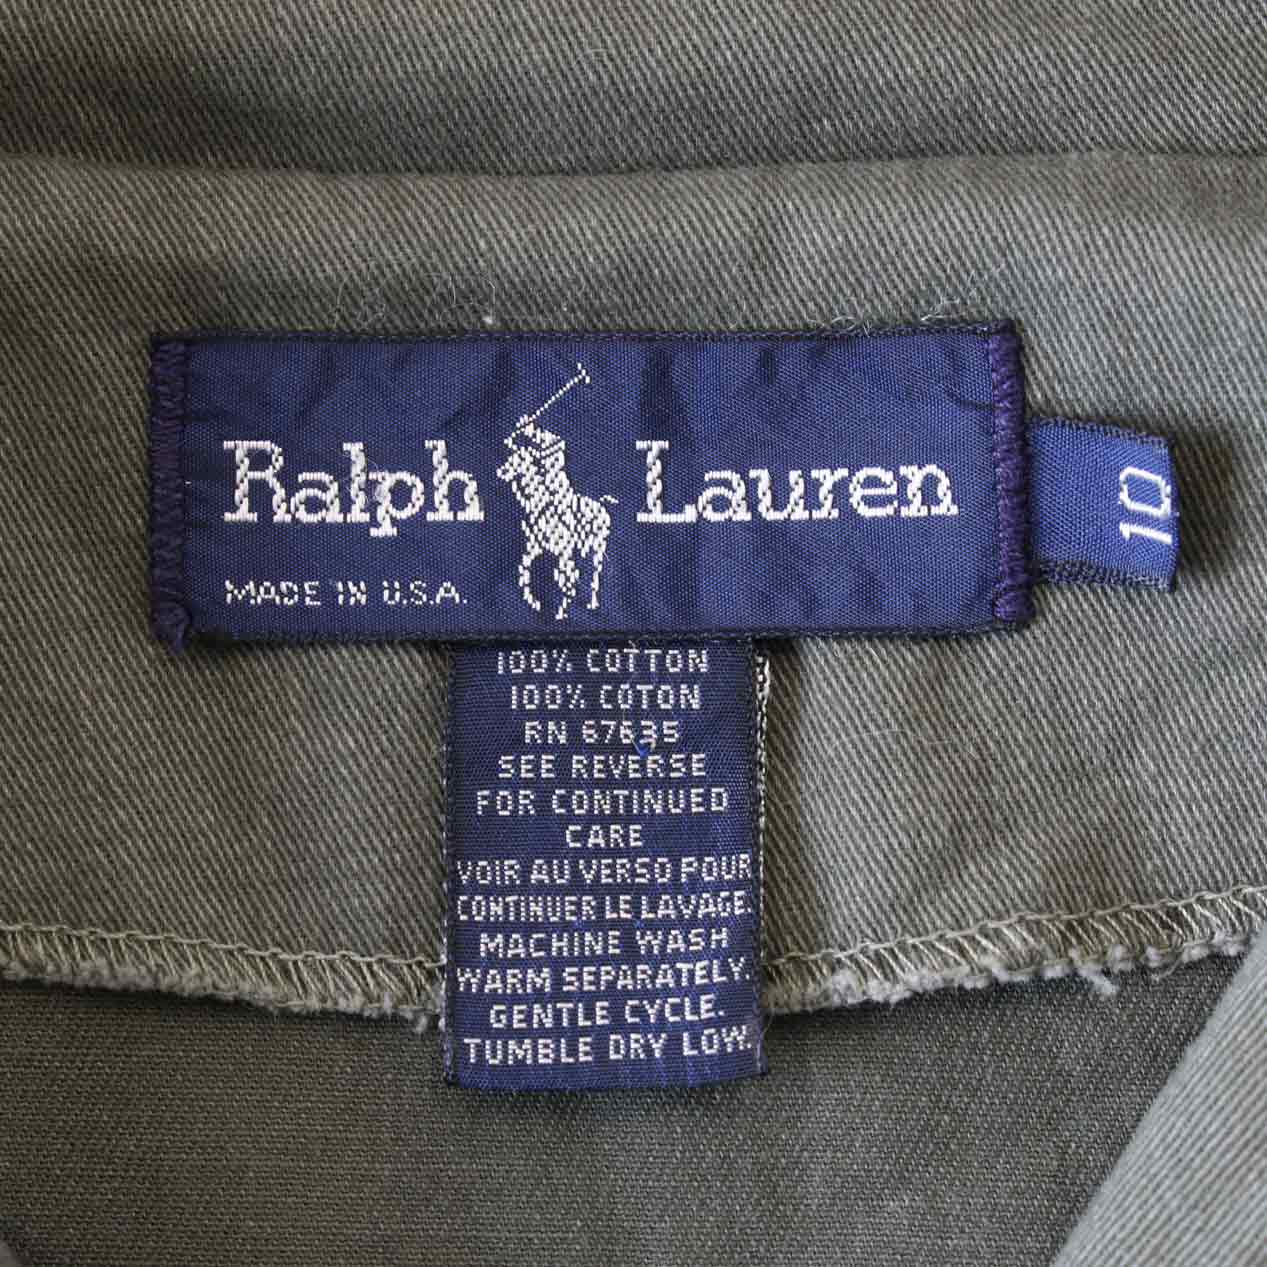 Ralph Lauren
MADE IN U.S.A.
10
100% COTTON
100% COTON
RN 67635
SEE REVERSE
FOR CONTINUED
CARE
VOIR AU VERSO POUR
CONTINUER LE LAVAGE.
MACHINE WASH
WARM SEPARATELY.
GENTLE CYCLE.
TUMBLE DRY LOW.